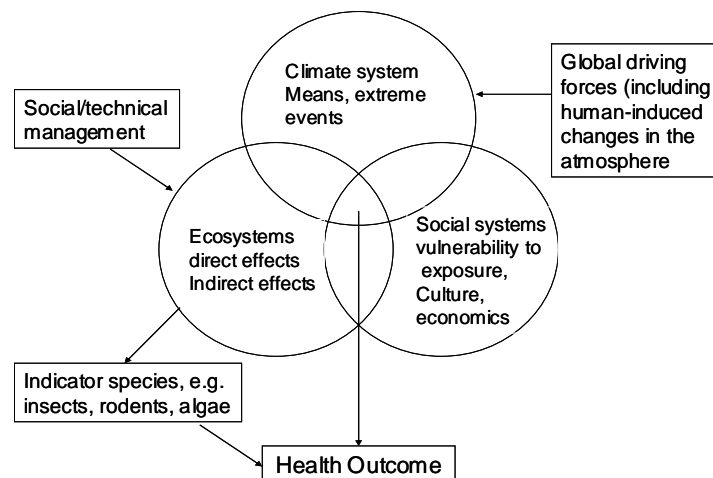 Climate system
Means, extreme
events
Global driving
forces (including
human-induced
changes in the
atmosphere
Social/technical
management
Ecosystems
direct effects
Indirect effects
Social systems
vulnerability to
exposure,
Culture,
economics
Indicator species, e.g.
insects, rodents, algae
Health Outcome